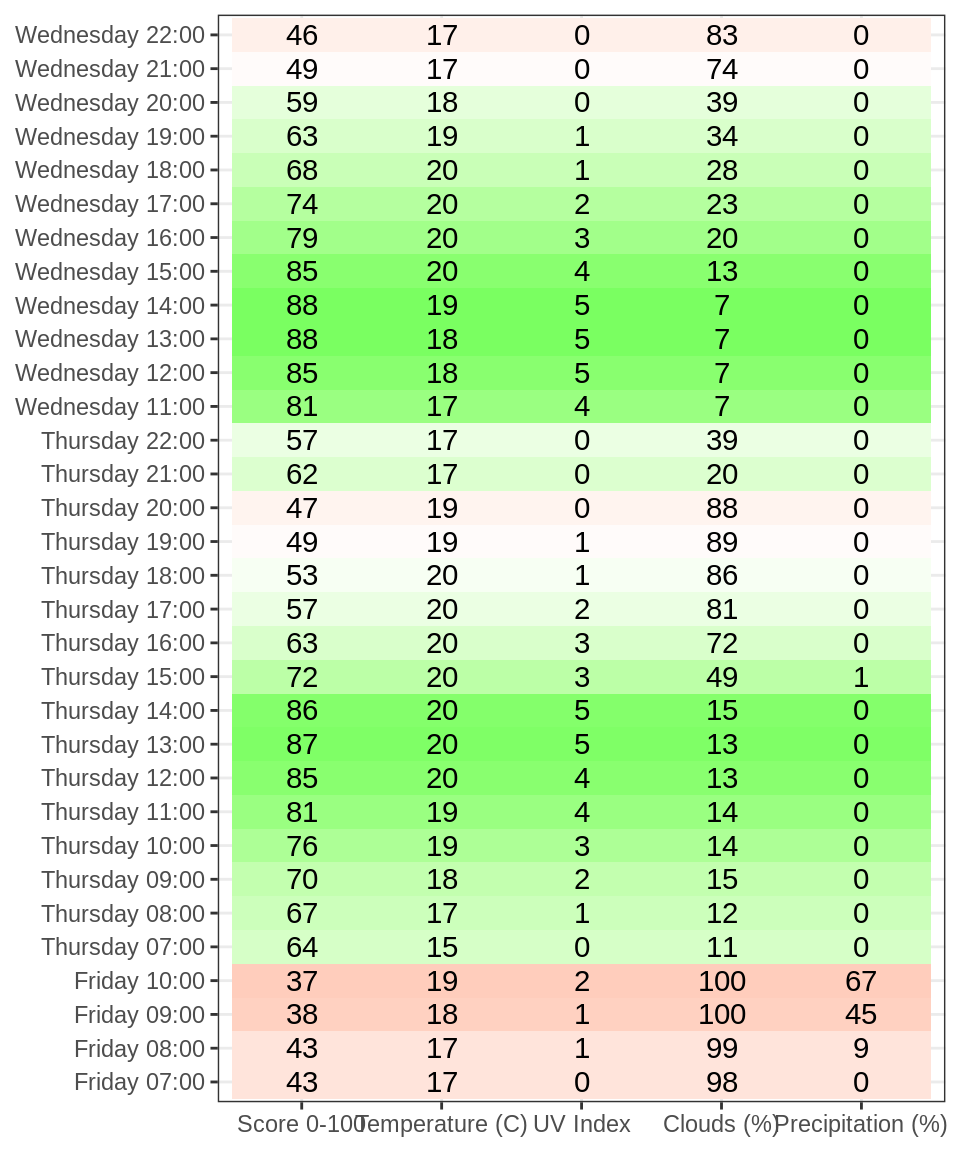 Wednesday 22:00 46 17 0 83 0
Wednesday 21:00 49 17 0 74 0
Wednesday 20:00 59 18 0 39 0
Wednesday 19:00 63 19 1 34 0
Wednesday 18:00 68 20 1 28 0
Wednesday 17:00 74 20 2 23 0
Wednesday 16:00 79 20 3 20 0
Wednesday 15:00 85 20 4 13 0
Wednesday 14:00 88 19 5 7 0
Wednesday 13:00 88 18 5 7 0
Wednesday 12:00 85 18 5 7 0
Wednesday 11:00 81 17 4 7 0
Thursday 22:00 57 17 0 39 0
Thursday 21:00 62 17 0 20 0
Thursday 20:00 47 19 0 88 0
Thursday 19:00 49 19 1 89 0
Thursday 18:00 53 20 1 86 0
Thursday 17:00 57 20 2 81 0
Thursday 16:00 63 20 3 72 0
Thursday 15:00 72 20 3 49 1
Thursday 14:00 86 20 5 15 0
Thursday 13:00 87 20 5 13 0
Thursday 12:00 85 20 4 13 0
Thursday 11:00 81 19 4 14 0
Thursday 10:00 76 19 3 14 0
Thursday 09:00 70 18 2 15 0
Thursday 08:00 67 17 1 12 0
Thursday 07:00 64 15 0 11 0
Friday 10:00 37 19 2 100 67
Friday 09:00 38 18 1 100 45
Friday 08:00 43 17 1 99 9
Friday 07:00 43 17 0 98 0
Score 0-100 Temperature (C) UV Index Clouds (%) Precipitation (%)